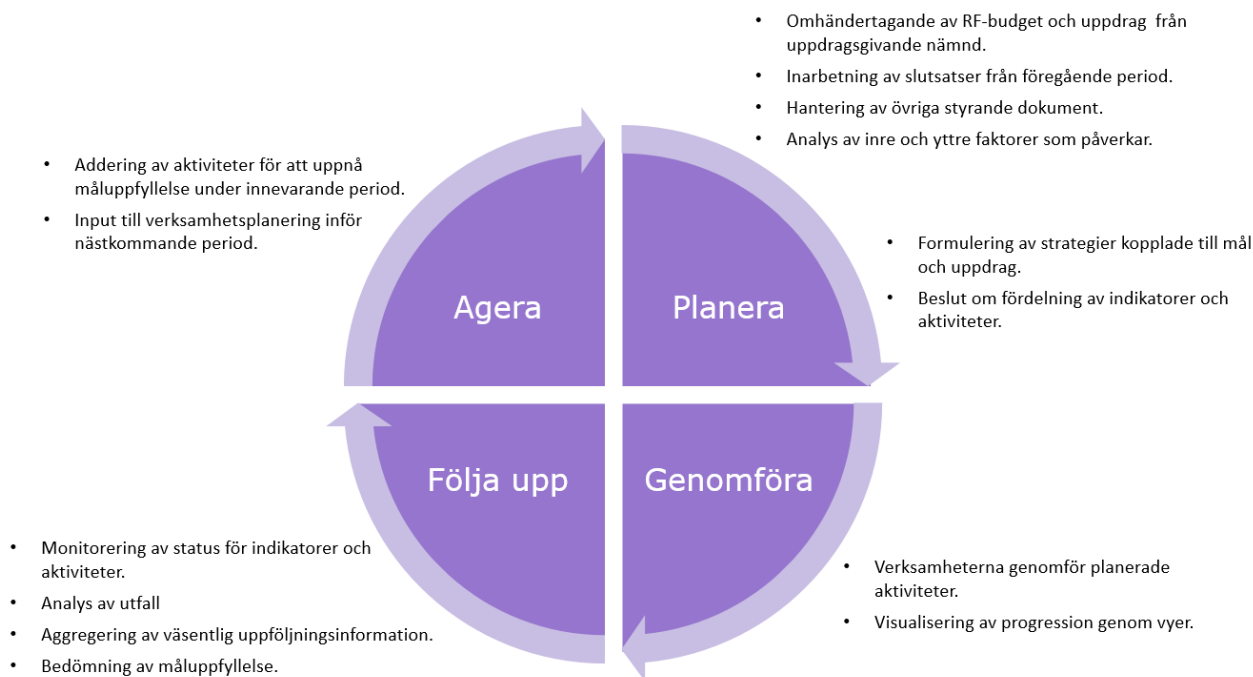 • Omhändertagande av RF-budget och uppdrag från
uppdragsgivande nämnd.
• Inarbetning av slutsatser från föregående period.
• Hantering av övriga styrande dokument.
• Analys av inre och yttre faktorer som påverkar.
• Addering av aktiviteter för att uppnå
måluppfyllelse under innevarande period.
• Input till verksamhetsplanering inför
nästkommande period.
• Formulering av strategier kopplade till mål
och uppdrag.
• Beslut om fördelning av indikatorer och
aktiviteter.
Agera
Planera
Följa upp
Genomföra
• Monitorering av status för indikatorer och
aktiviteter.
• Analys av utfall
• Aggregering av väsentlig uppföljningsinformation.
• Bedömning av måluppfyllelse.
• Verksamheterna genomför planerade
aktiviteter.
• Visualisering av progression genom vyer.